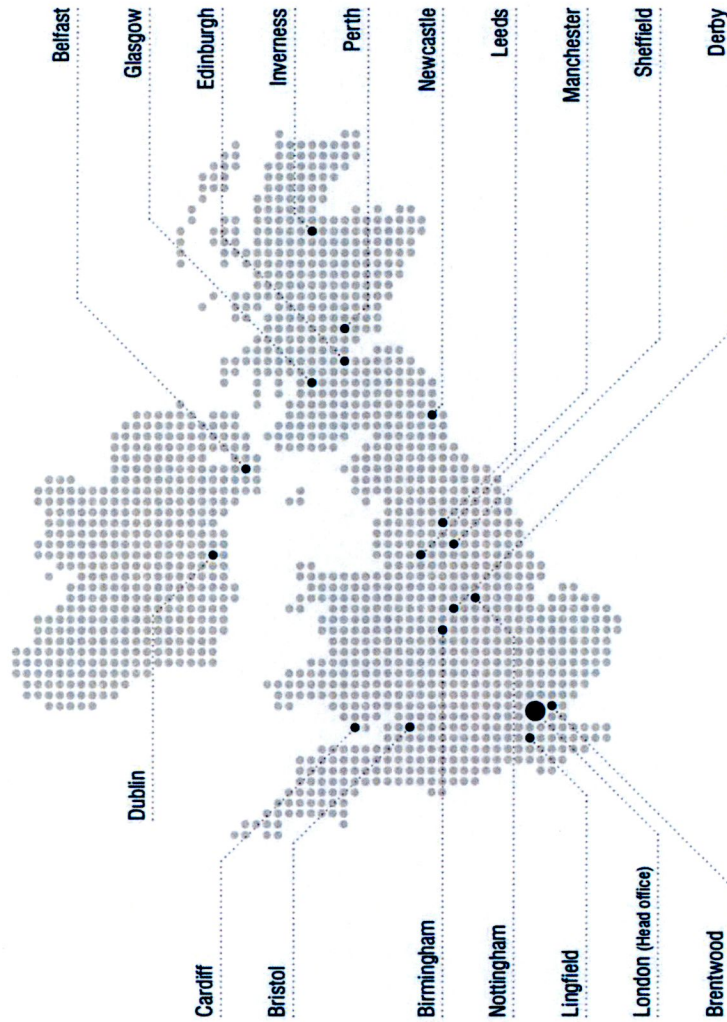 Belfast
Glasgow
Edinburgh
Inverness
Perth
Newcastle
Leeds
Manchester
Sheffield
Derby
Dublin
Cardiff
Bristol
Birmingham
Nottingham
Lingfield
London (Head office)
Brentwood